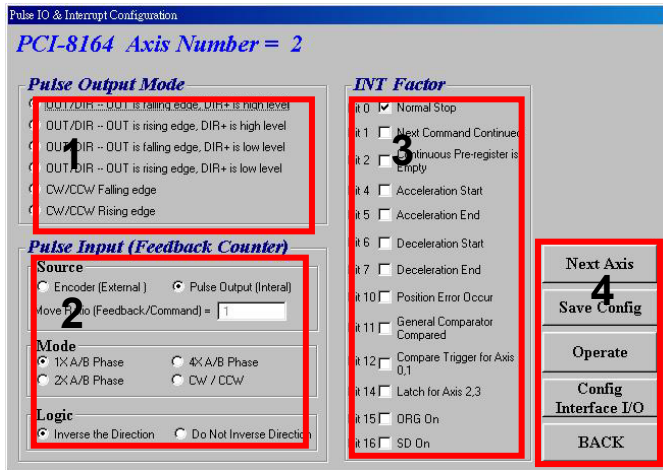 Pulse IO & Interrupt Configuration
PCI-8164 Axis Number = 2
Pulse Output Mode
OUT/DIR -- OUT is falling edge, DIR+ is high level
OUT/DIR -- OUT is rising edge, DIR+ is high level
OUT/DIR -- OUT is falling edge, DIR+ is low level
OUT/DIR -- OUT is rising edge, DIR+ is low level
CW/CCW Falling edge
CW/CCW Rising edge
1
Pulse Input (Feedback Counter)
Source
Encoder (External ) Pulse Output (Interal)
Move Ratio (Feedback/Command) = 1
2
Mode
1X A/B Phase 4X A/B Phase
2X A/B Phase CW / CCW
Logic
Inverse the Direction Do Not Inverse Direction
INT Factor
Bit 0 Normal Stop
Bit 1 Next Command Continued
Bit 2 Continuous Pre-register is
Empty
3
Bit 4 Acceleration Start
Bit 5 Acceleration End
Bit 6 Deceleration Start
Bit 7 Deceleration End
Bit 10 Position Error Occur
Bit 11 General Comparator
Compared
Bit 12 Compare Trigger for Axis
0,1
Bit 14 Latch for Axis 2,3
Bit 15 ORG On
Bit 16 SD On
Next Axis
4
Save Config
Operate
Config
Interface I/O
BACK